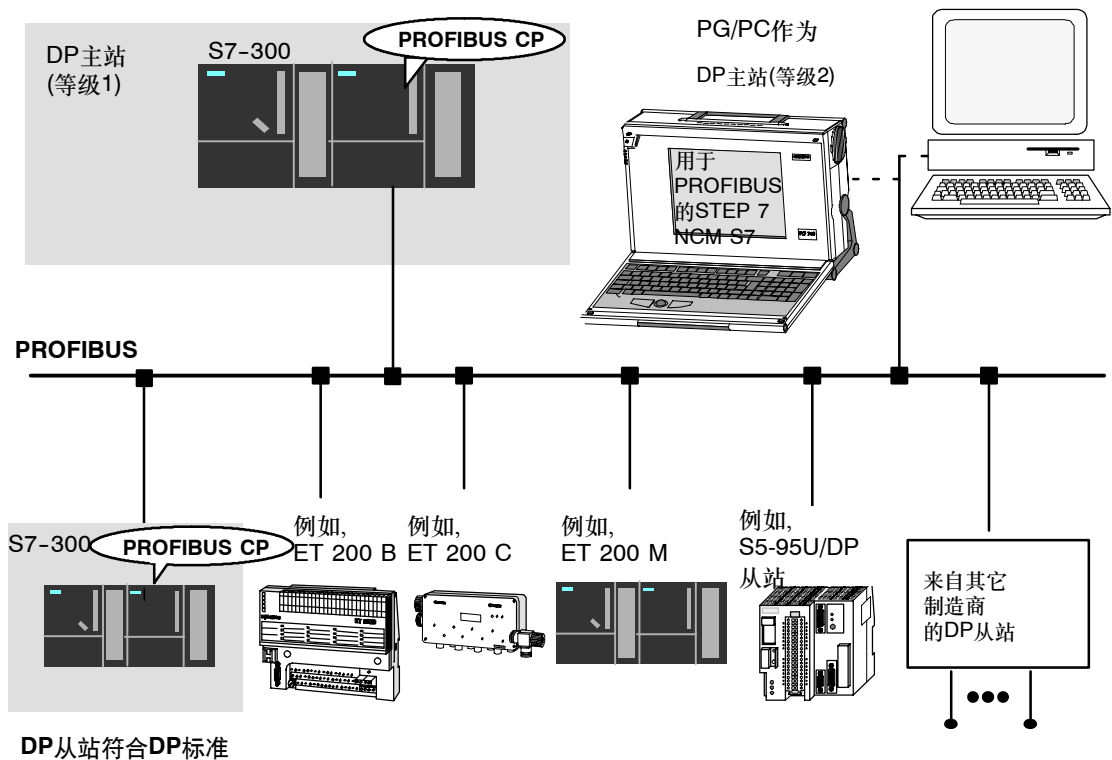 DP主站
(等级1)
S7-300
PROFIBUS CP
PG/PC作为
DP主站(等级2)
用于
PROFIBUS
的STEP 7
NCM S7
PROFIBUS
S7-300
PROFIBUS CP
例如,
ET 200 B
例如,
ET 200 C
例如,
ET 200 M
例如,
S5-95U/DP
从站
来自其它
制造商
的DP从站
DP从站符合DP标准